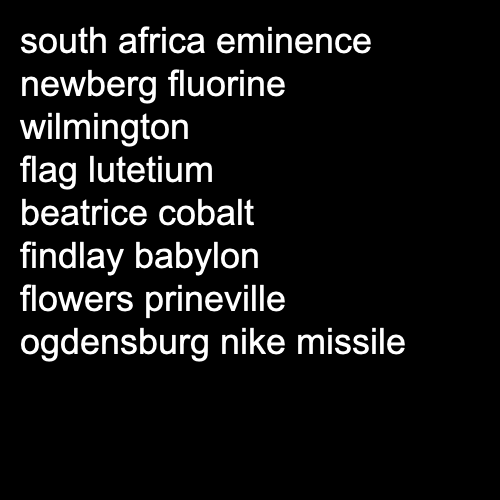 south africa eminence
newberg fluorine
wilmington
flag lutetium
beatrice cobalt
findlay babylon
flowers prineville
ogdensburg nike missile